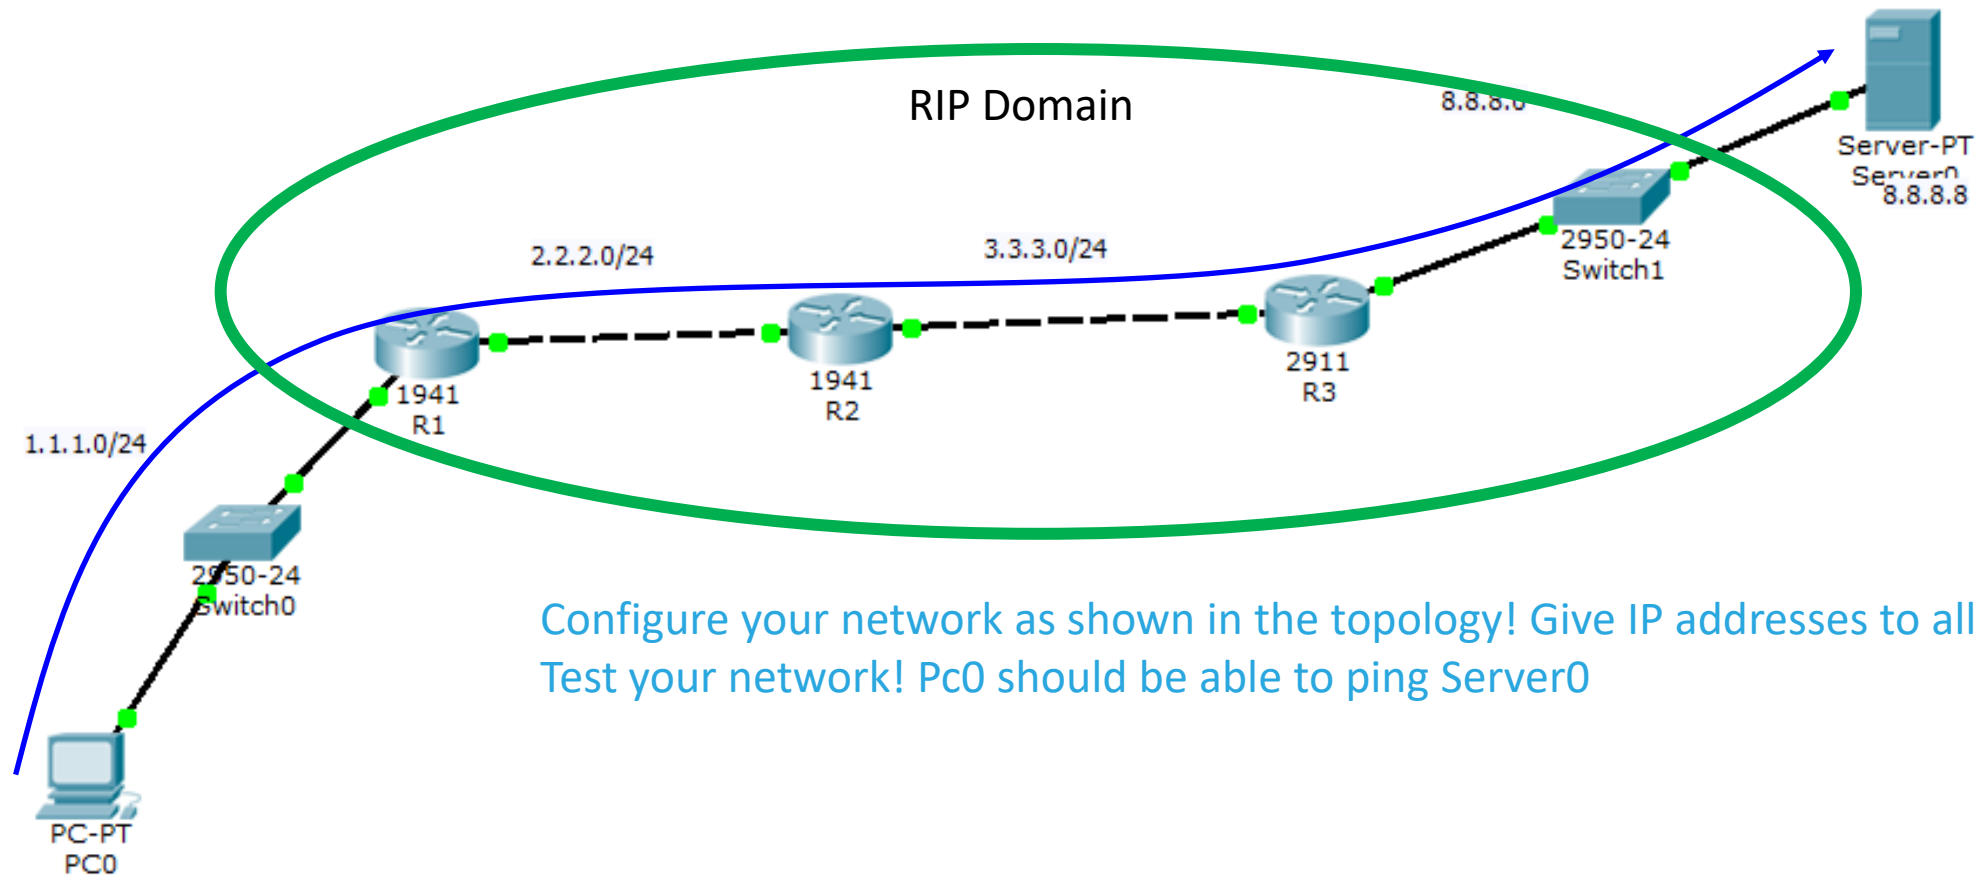 RIP Domain
8.8.8.0
Server-PT
Server0
8.8.8.8
2950-24
Switch1
2.2.2.0/24
3.3.3.0/24
2911
R3
1941
R2
1941
R1
1.1.1.0/24
2950-24
Switch0
Configure your network as shown in the topology! Give IP addresses to all
Test your network! Pc0 should be able to ping Server0
PC-PT
PC0